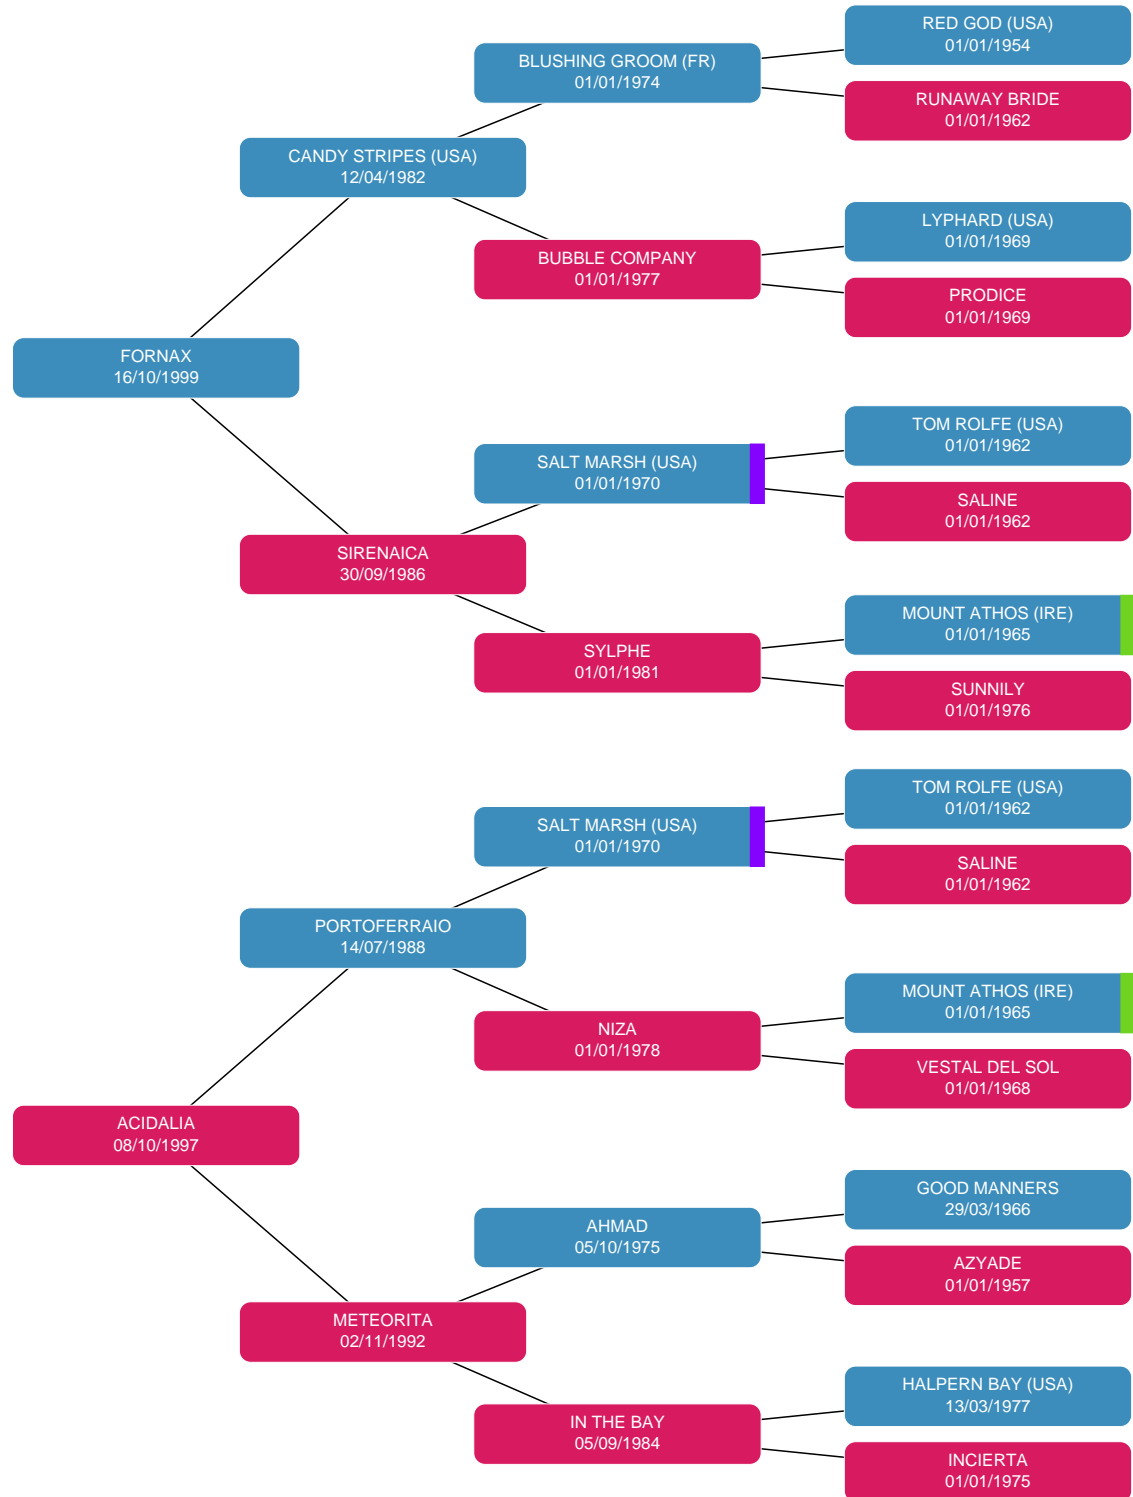 RED GOD (USA)
01/01/1954
BLUSHING GROOM (FR)
01/01/1974
RUNAWAY BRIDE
01/01/1962
CANDY STRIPES (USA)
12/04/1982
LYPHARD (USA)
01/01/1969
BUBBLE COMPANY
01/01/1977
PRODICE
01/01/1969
FORNAX
16/10/1999
TOM ROLFE (USA)
01/01/1962
SALT MARSH (USA)
01/01/1970
SALINE
01/01/1962
SIRENAICA
30/09/1986
MOUNT ATHOS (IRE)
01/01/1965
SYLPHE
01/01/1981
SUNNILY
01/01/1976
TOM ROLFE (USA)
01/01/1962
SALT MARSH (USA)
01/01/1970
SALINE
01/01/1962
PORTOFERRAIO
14/07/1988
MOUNT ATHOS (IRE)
01/01/1965
NIZA
01/01/1978
VESTAL DEL SOL
01/01/1968
ACIDALIA
08/10/1997
GOOD MANNERS
29/03/1966
AHMAD
05/10/1975
AZYADE
01/01/1957
METEORITA
02/11/1992
HALPERN BAY (USA)
13/03/1977
IN THE BAY
05/09/1984
INCIERTA
01/01/1975